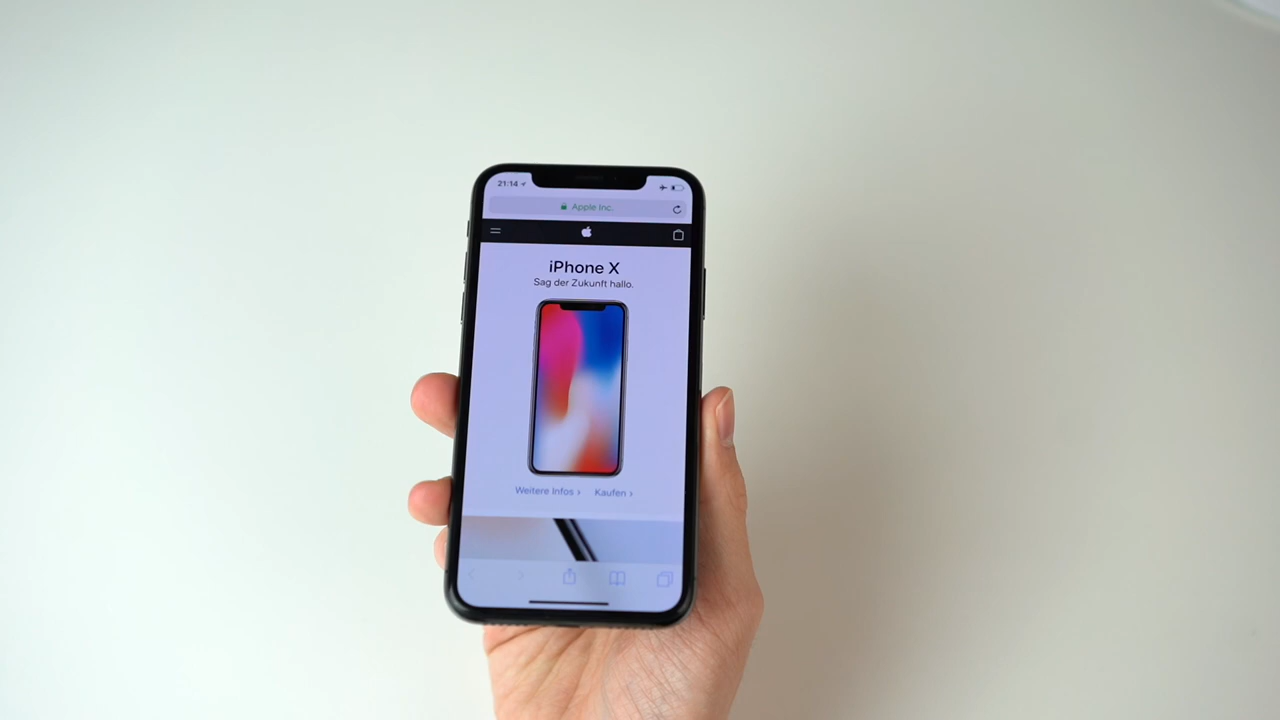 21:14
Apple Inc.
iPhone X
Sag der Zukunft hallo.
Weitere Infos › Kaufen ›